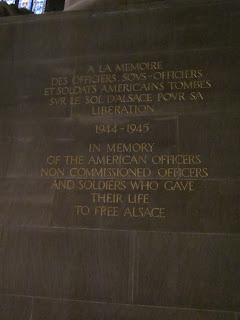 A LA MEMOIRE
DES OFFICIERS SOVS-OFFICIERS
ET SOLDATS AMERICAINS TOMBES
SVR LE SOL D'ALSACE POVR SA
LIBERATION
1944-1945
IN MEMORY
OF THE AMERICAN OFFICERS
NON COMMISSIONED OFFICERS
AND SOLDIERS WHO GAVE
THEIR LIFE
TO FREE ALSACE